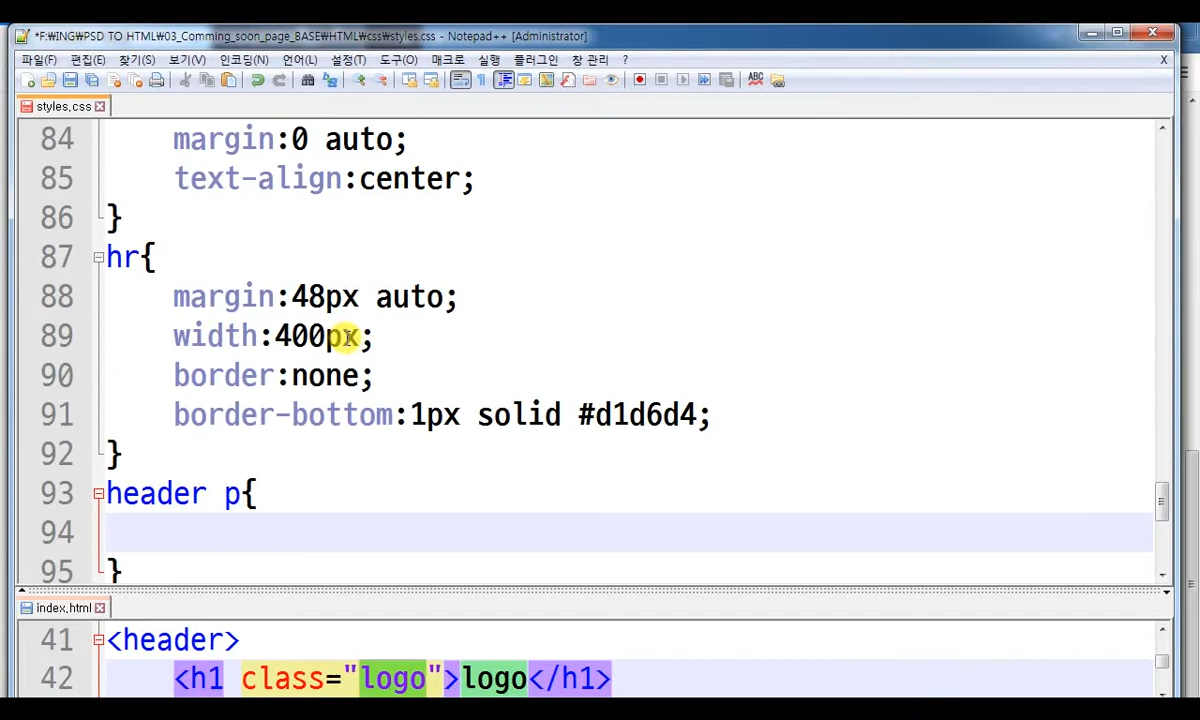 *F:₩ING₩PSD TO HTML₩03_Comming_soon_page_BASE₩HTML₩css₩styles.css - Notepad++ [Administrator]
파일(F) 편집(E) 찾기(S) 보기(V) 인코딩(N) 언어(L) 설정(T) 도구(O) 매크로 실행 플러그인 창 관리 ? X
styles,css
84 margin:0 auto;
85 text-align:center;
86 }
87 hr{
88 margin:48px auto;
89 width:400px;
90 border:none;
91 border-bottom:1px solid #d1d6d4;
92 }
93 header p{
94
95 }
index,html
41 <header>
42 <h1 class="logo">logo</h1>